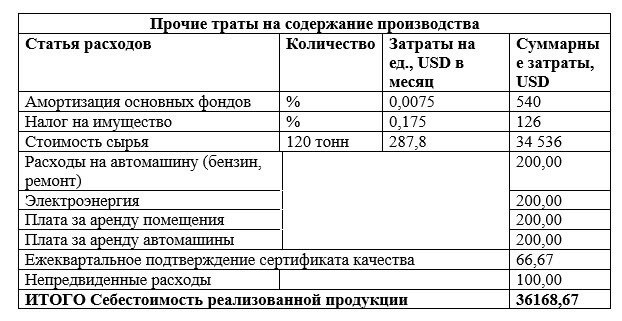 Прочие траты на содержание производства
Статья расходов Количество Затраты на Суммарны
ед., USD в е затраты,
месяц USD
Амортизация основных фондов % 0,0075 540
Налог на имущество % 0,175 126
Стоимость сырья 120 тонн 287,8 34 536
Расходы на автомашину (бензин, 200,00
ремонт)
Электроэнергия 200,00
Плата за аренду помещения 200,00
Плата за аренду автомашины 200,00
Ежеквартальное подтверждение сертификата качества 66,67
Непредвиденные расходы 100,00
ИТОГО Себестоимость реализованной продукции 36168,67